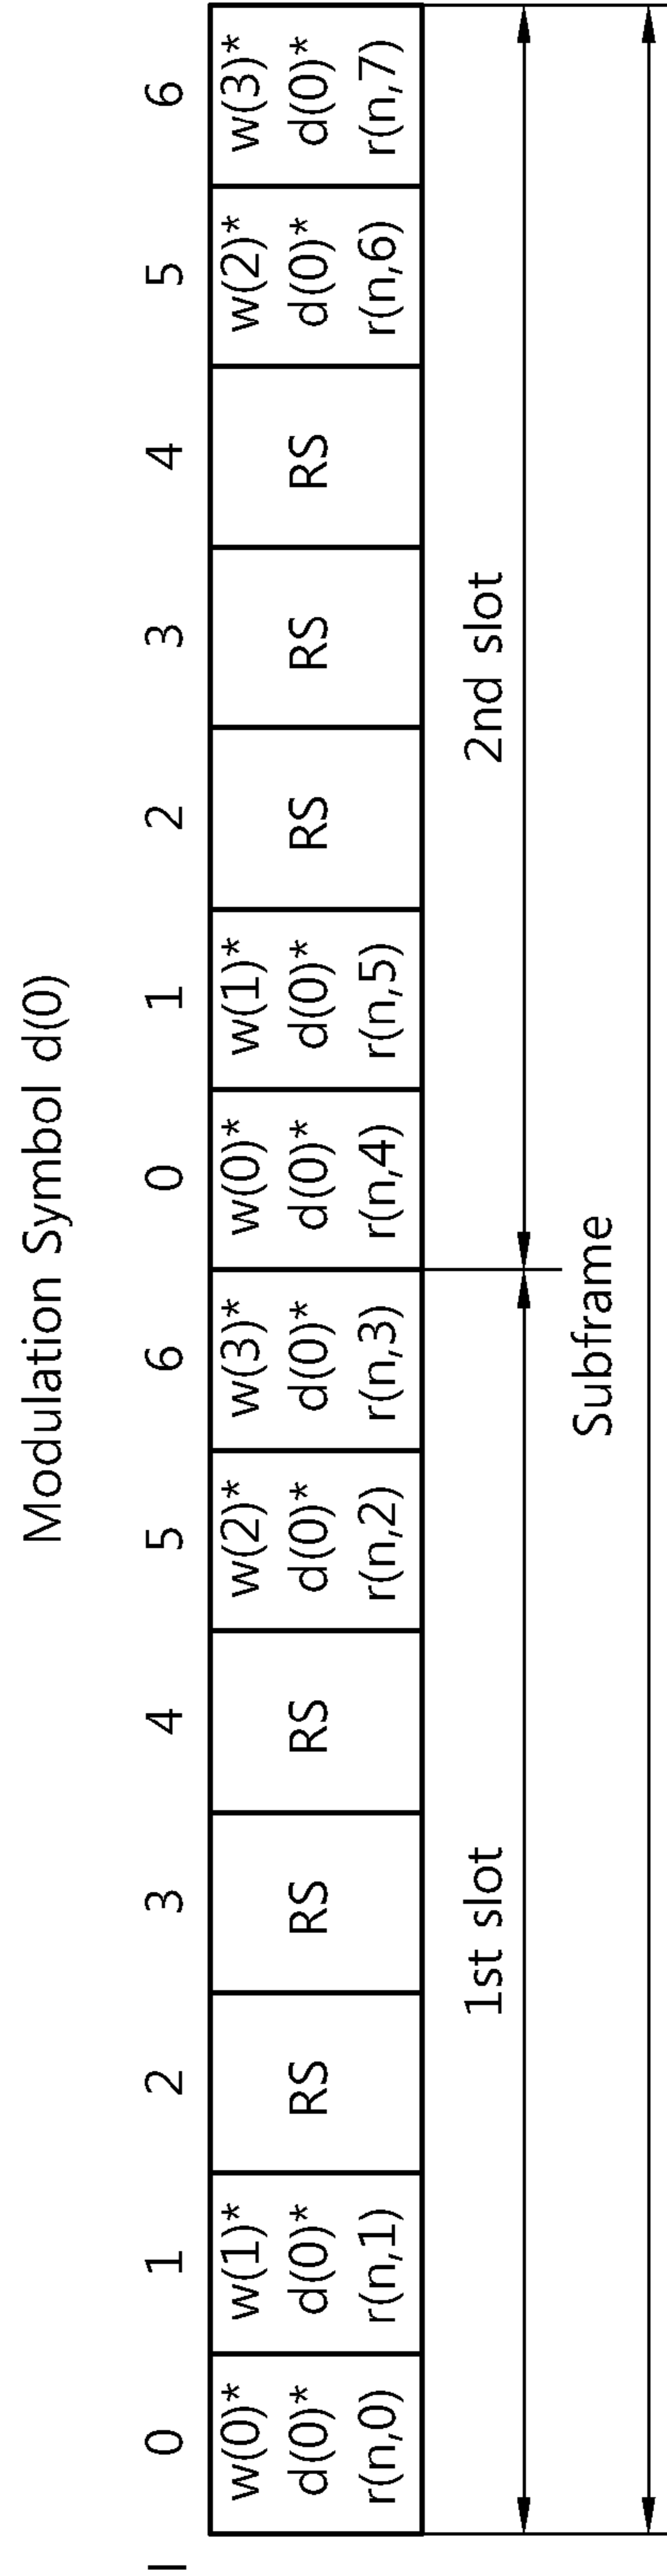 Modulation Symbol d(0)
l 0 1 2 3 4 5 6 0 1 2 3 4 5 6
w(0)* w(1)* RS RS RS w(2)* w(3)* w(0)* w(1)* RS RS RS w(2)* w(3)*
d(0)* d(0)* d(0)* d(0)* d(0)* d(0)* d(0)* d(0)*
r(n,0) r(n,1) r(n,2) r(n,3) r(n,4) r(n,5) r(n,6) r(n,7)
1st slot 2nd slot
Subframe